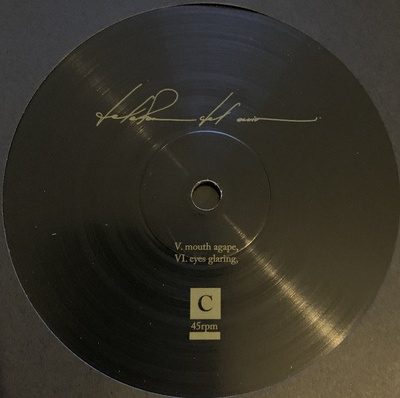 V. mouth agape,
VI. eyes glaring,
C
45rpm